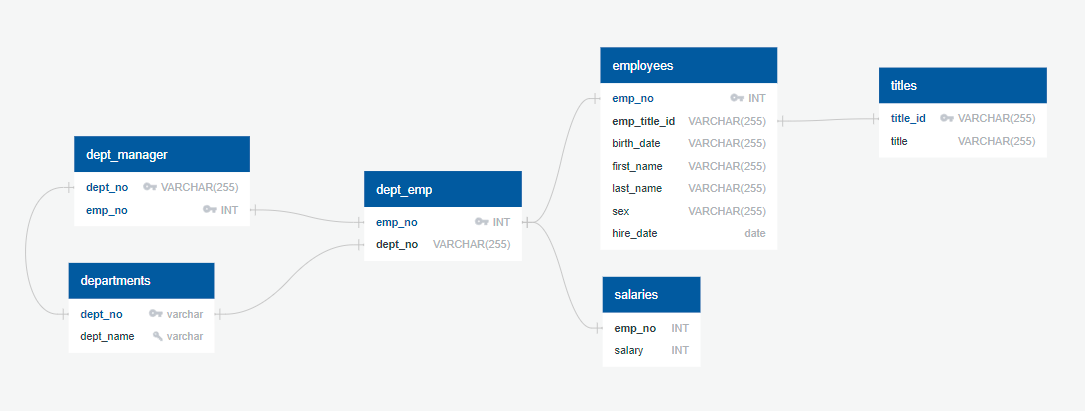 dept_manager
dept_no VARCHAR(255)
emp_no INT
departments
dept_no varchar
dept_name varchar
dept_emp
emp_no INT
dept_no VARCHAR(255)
employees
emp_no INT
emp_title_id VARCHAR(255)
birth_date VARCHAR(255)
first_name VARCHAR(255)
last_name VARCHAR(255)
sex VARCHAR(255)
hire_date date
salaries
emp_no INT
salary INT
titles
title_id VARCHAR(255)
title VARCHAR(255)